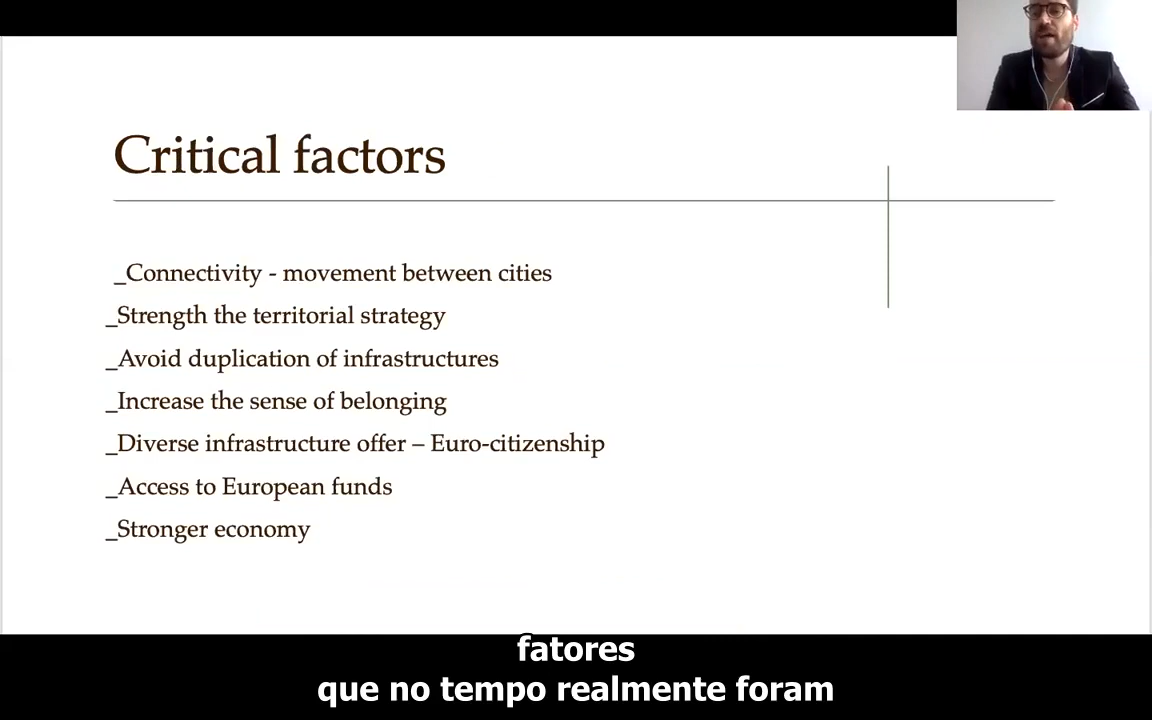 Critical factors
_Connectivity - movement between cities
_Strength the territorial strategy
_Avoid duplication of infrastructures
_Increase the sense of belonging
_Diverse infrastructure offer – Euro-citizenship
_Access to European funds
_Stronger economy
fatores
que no tempo realmente foram